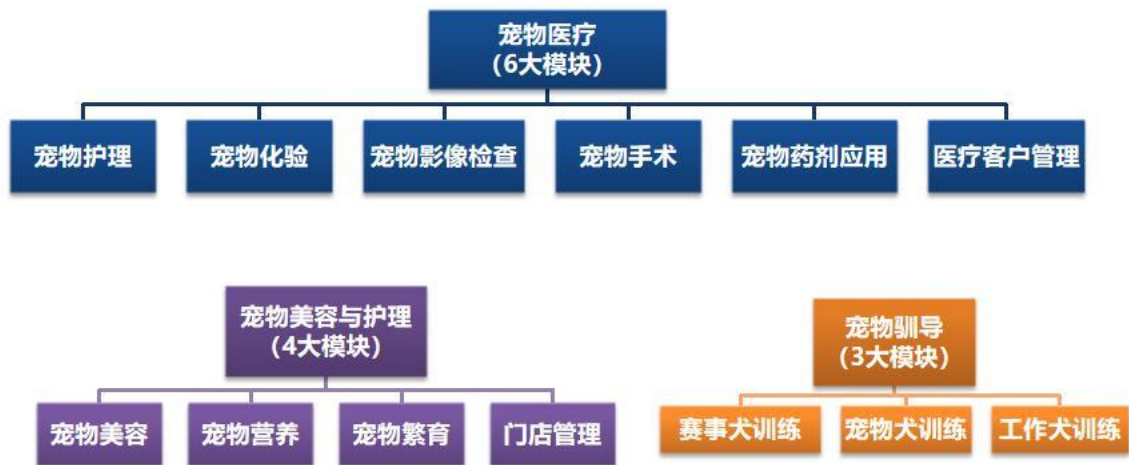 宠物医疗
（6大模块）
宠物护理
宠物化验
宠物影像检查
宠物手术
宠物药剂应用
医疗客户管理
宠物美容与护理
（4大模块）
宠物美容
宠物营养
宠物繁育
门店管理
宠物驯导
（3大模块）
赛事犬训练
宠物犬训练
工作犬训练